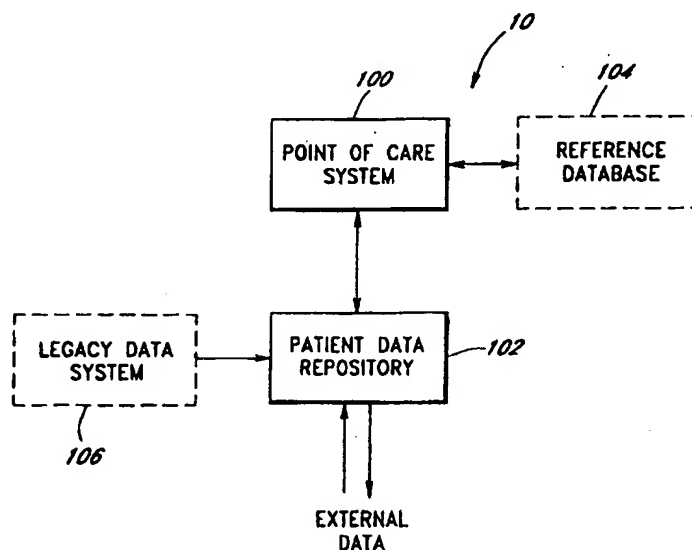 10
100
104
POINT OF CARE
SYSTEM
REFERENCE
DATABASE
LEGACY DATA
SYSTEM
PATIENT DATA
REPOSITORY
102
106
EXTERNAL
DATA